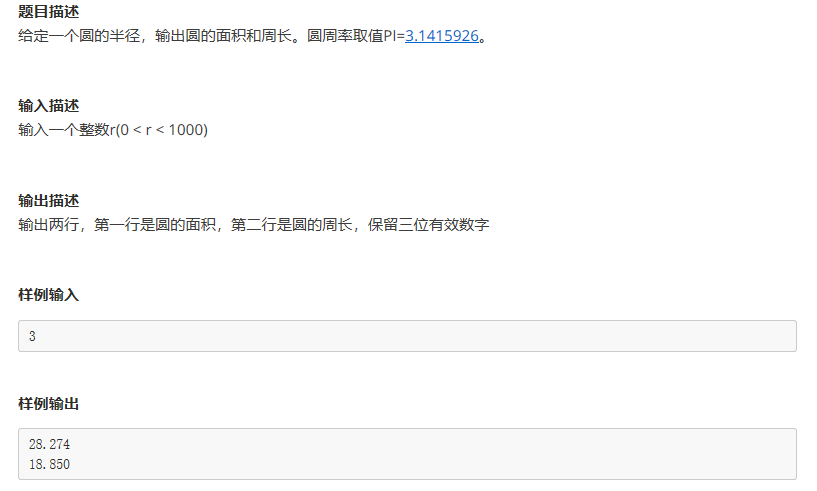 题目描述
给定一个圆的半径，输出圆的面积和周长。圆周率取值PI=3.1415926。
输入描述
输入一个整数r(0 < r < 1000)
输出描述
输出两行，第一行是圆的面积，第二行是圆的周长，保留三位有效数字
样例输入
3
样例输出
28.274
18.850